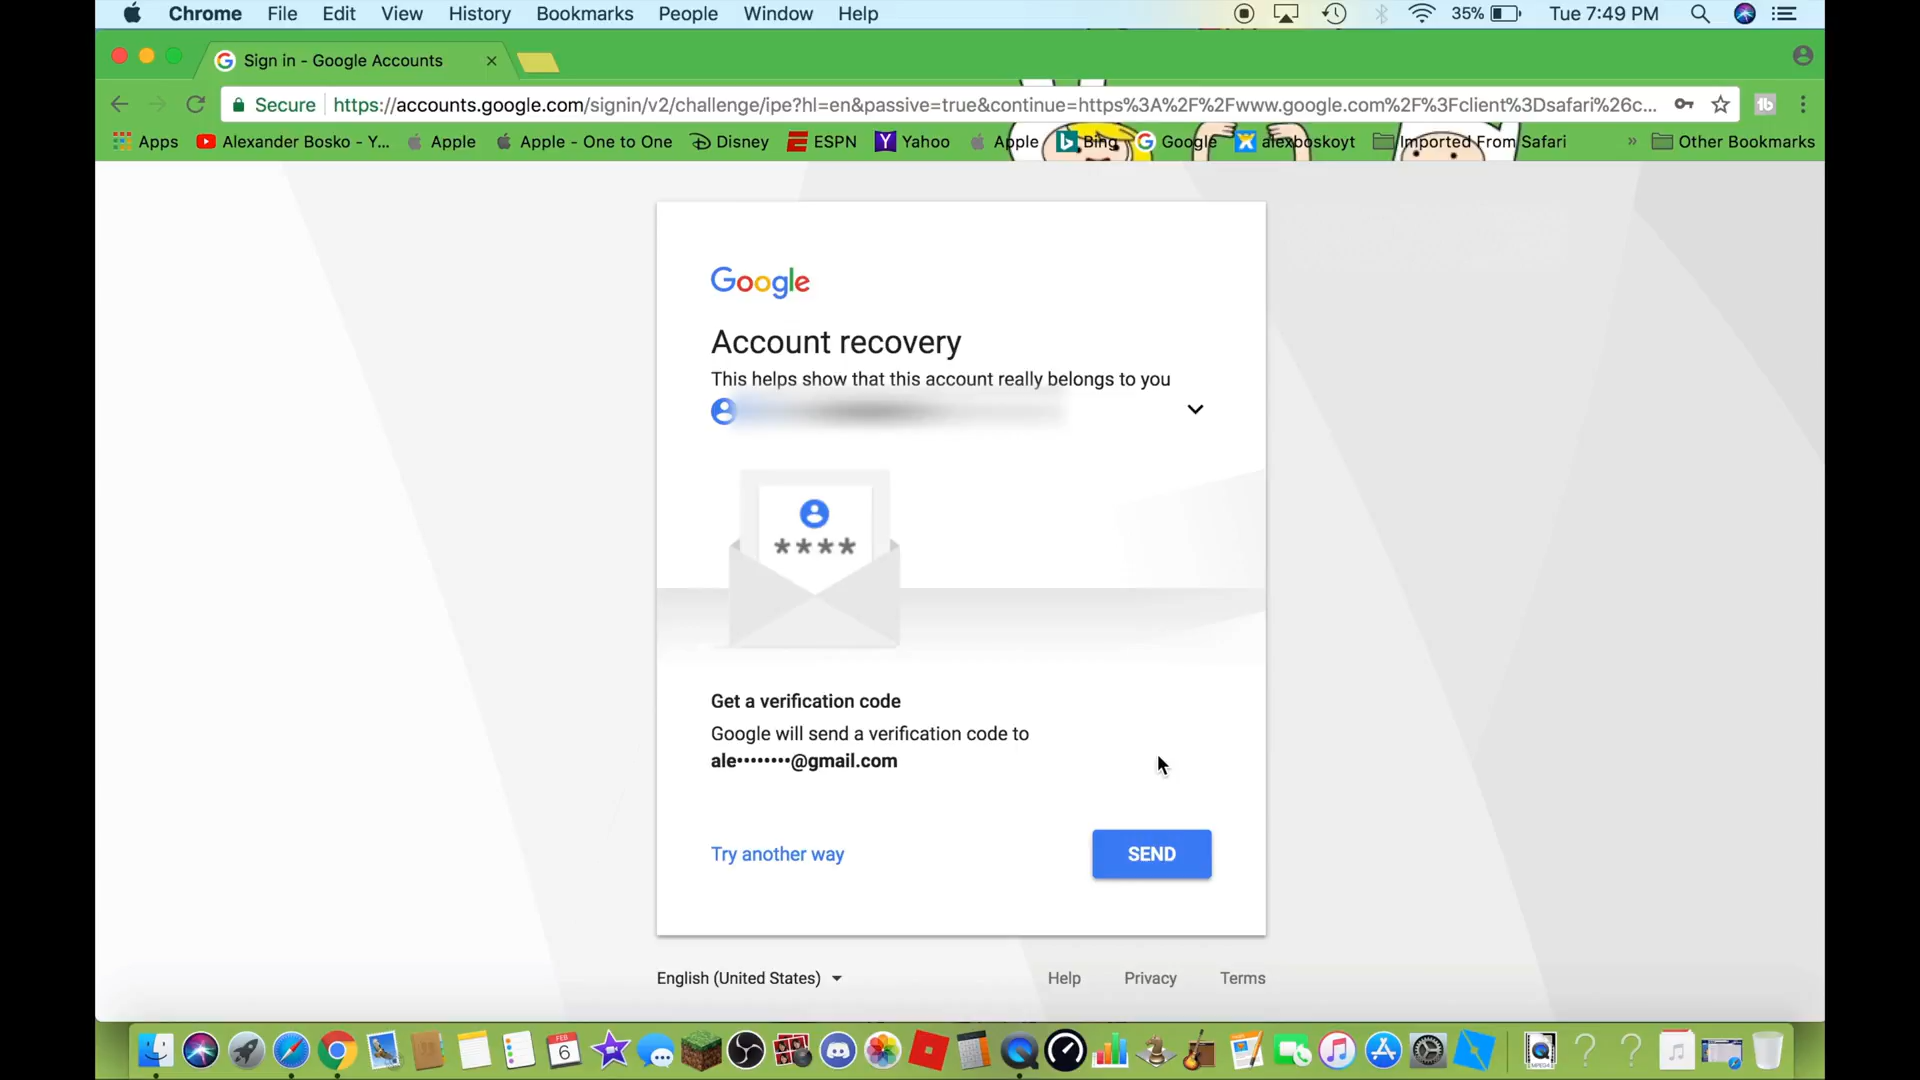 Chrome File Edit View History Bookmarks People Window Help 35% Tue 7:49 PM
Sign in - Google Accounts
Secure https://accounts.google.com/signin/v2/challenge/ipe?hl=en&passive=true&continue=https%3A%2F%2Fwww.google.com%2F%3Fclient%3Dsafari%26c...
Apps Alexander Bosko - Y... Apple Apple - One to One Disney ESPN Yahoo Apple Bing Google alexboskoyt Imported From Safari » Other Bookmarks
Google
Account recovery
This helps show that this account really belongs to you
****
Get a verification code
Google will send a verification code to
ale••••••••@gmail.com
Try another way SEND
English (United States) Help Privacy Terms
FEB
6